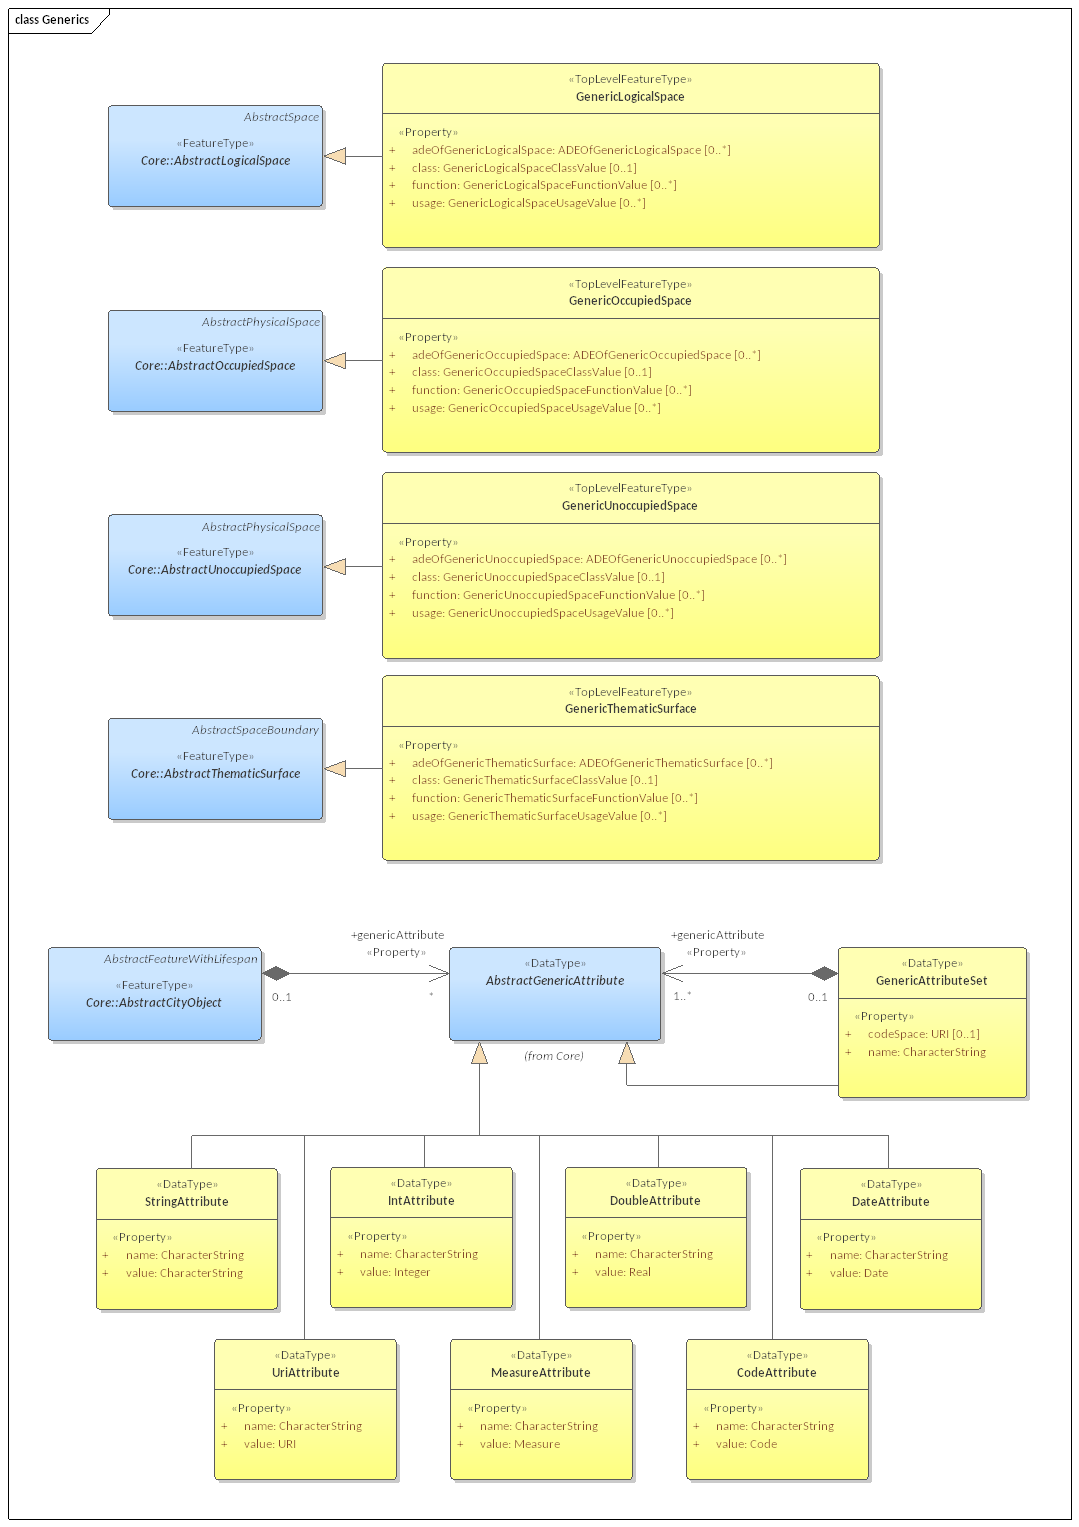 class Generics
AbstractSpace
«FeatureType»
Core::AbstractLogicalSpace
«TopLevelFeatureType»
GenericLogicalSpace
«Property»
+ adeOfGenericLogicalSpace: ADEOfGenericLogicalSpace [0..*]
+ class: GenericLogicalSpaceClassValue [0..1]
+ function: GenericLogicalSpaceFunctionValue [0..*]
+ usage: GenericLogicalSpaceUsageValue [0..*]
AbstractPhysicalSpace
«FeatureType»
Core::AbstractOccupiedSpace
«TopLevelFeatureType»
GenericOccupiedSpace
«Property»
+ adeOfGenericOccupiedSpace: ADEOfGenericOccupiedSpace [0..*]
+ class: GenericOccupiedSpaceClassValue [0..1]
+ function: GenericOccupiedSpaceFunctionValue [0..*]
+ usage: GenericOccupiedSpaceUsageValue [0..*]
AbstractPhysicalSpace
«FeatureType»
Core::AbstractUnoccupiedSpace
«TopLevelFeatureType»
GenericUnoccupiedSpace
«Property»
+ adeOfGenericUnoccupiedSpace: ADEOfGenericUnoccupiedSpace [0..*]
+ class: GenericUnoccupiedSpaceClassValue [0..1]
+ function: GenericUnoccupiedSpaceFunctionValue [0..*]
+ usage: GenericUnoccupiedSpaceUsageValue [0..*]
AbstractSpaceBoundary
«FeatureType»
Core::AbstractThematicSurface
«TopLevelFeatureType»
GenericThematicSurface
«Property»
+ adeOfGenericThematicSurface: ADEOfGenericThematicSurface [0..*]
+ class: GenericThematicSurfaceClassValue [0..1]
+ function: GenericThematicSurfaceFunctionValue [0..*]
+ usage: GenericThematicSurfaceUsageValue [0..*]
AbstractFeatureWithLifespan
«FeatureType»
Core::AbstractCityObject
+genericAttribute
«Property»
0..1
*
«DataType»
AbstractGenericAttribute
(from Core)
+genericAttribute
«Property»
1..*
0..1
«DataType»
GenericAttributeSet
«Property»
+ codeSpace: URI [0..1]
+ name: CharacterString
«DataType»
StringAttribute
«Property»
+ name: CharacterString
+ value: CharacterString
«DataType»
IntAttribute
«Property»
+ name: CharacterString
+ value: Integer
«DataType»
DoubleAttribute
«Property»
+ name: CharacterString
+ value: Real
«DataType»
DateAttribute
«Property»
+ name: CharacterString
+ value: Date
«DataType»
UriAttribute
«Property»
+ name: CharacterString
+ value: URI
«DataType»
MeasureAttribute
«Property»
+ name: CharacterString
+ value: Measure
«DataType»
CodeAttribute
«Property»
+ name: CharacterString
+ value: Code